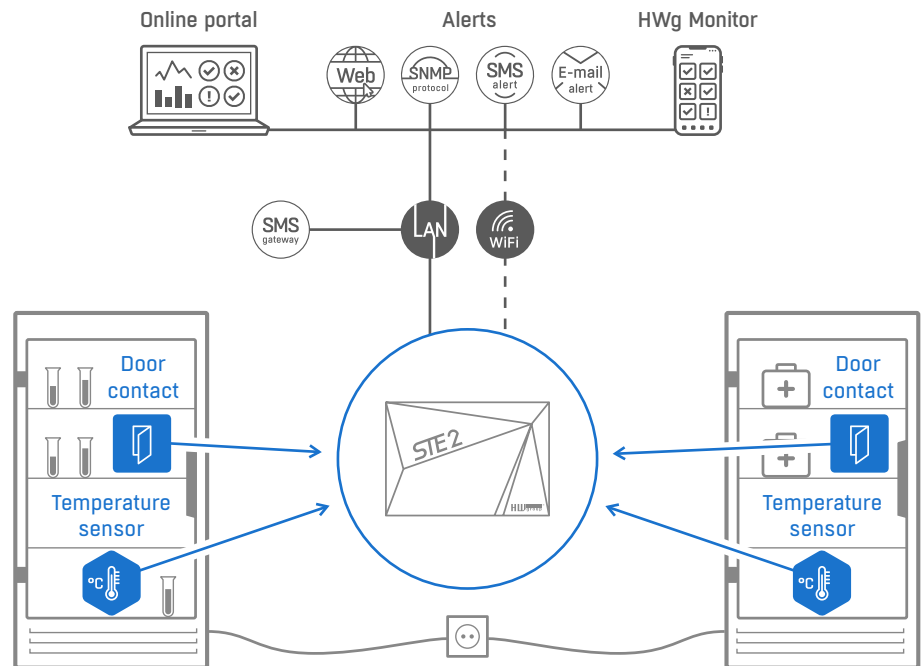 Online portal
Alerts
HWg Monitor
Web
SNMP
protocol
SMS
alert
E-mail
alert
SMS
gateway
LAN
WiFi
Door
contact
Door
contact
STE2
Temperature
sensor
Temperature
sensor
HW
°C
°C